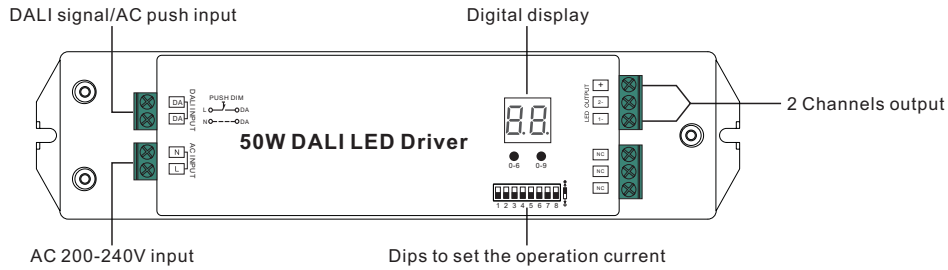 DALI signal/AC push input
Digital display
DA
DA
DALI INPUT
PUSH DIM
L DA
N DA
N
L
AC INPUT
50W DALI LED Driver
8.8.
0-6 0-9
1 2 3 4 5 6 7 8
LED OUTPUT
+
2-
1-
NC
NC
NC
2 Channels output
AC 200-240V input
Dips to set the operation current